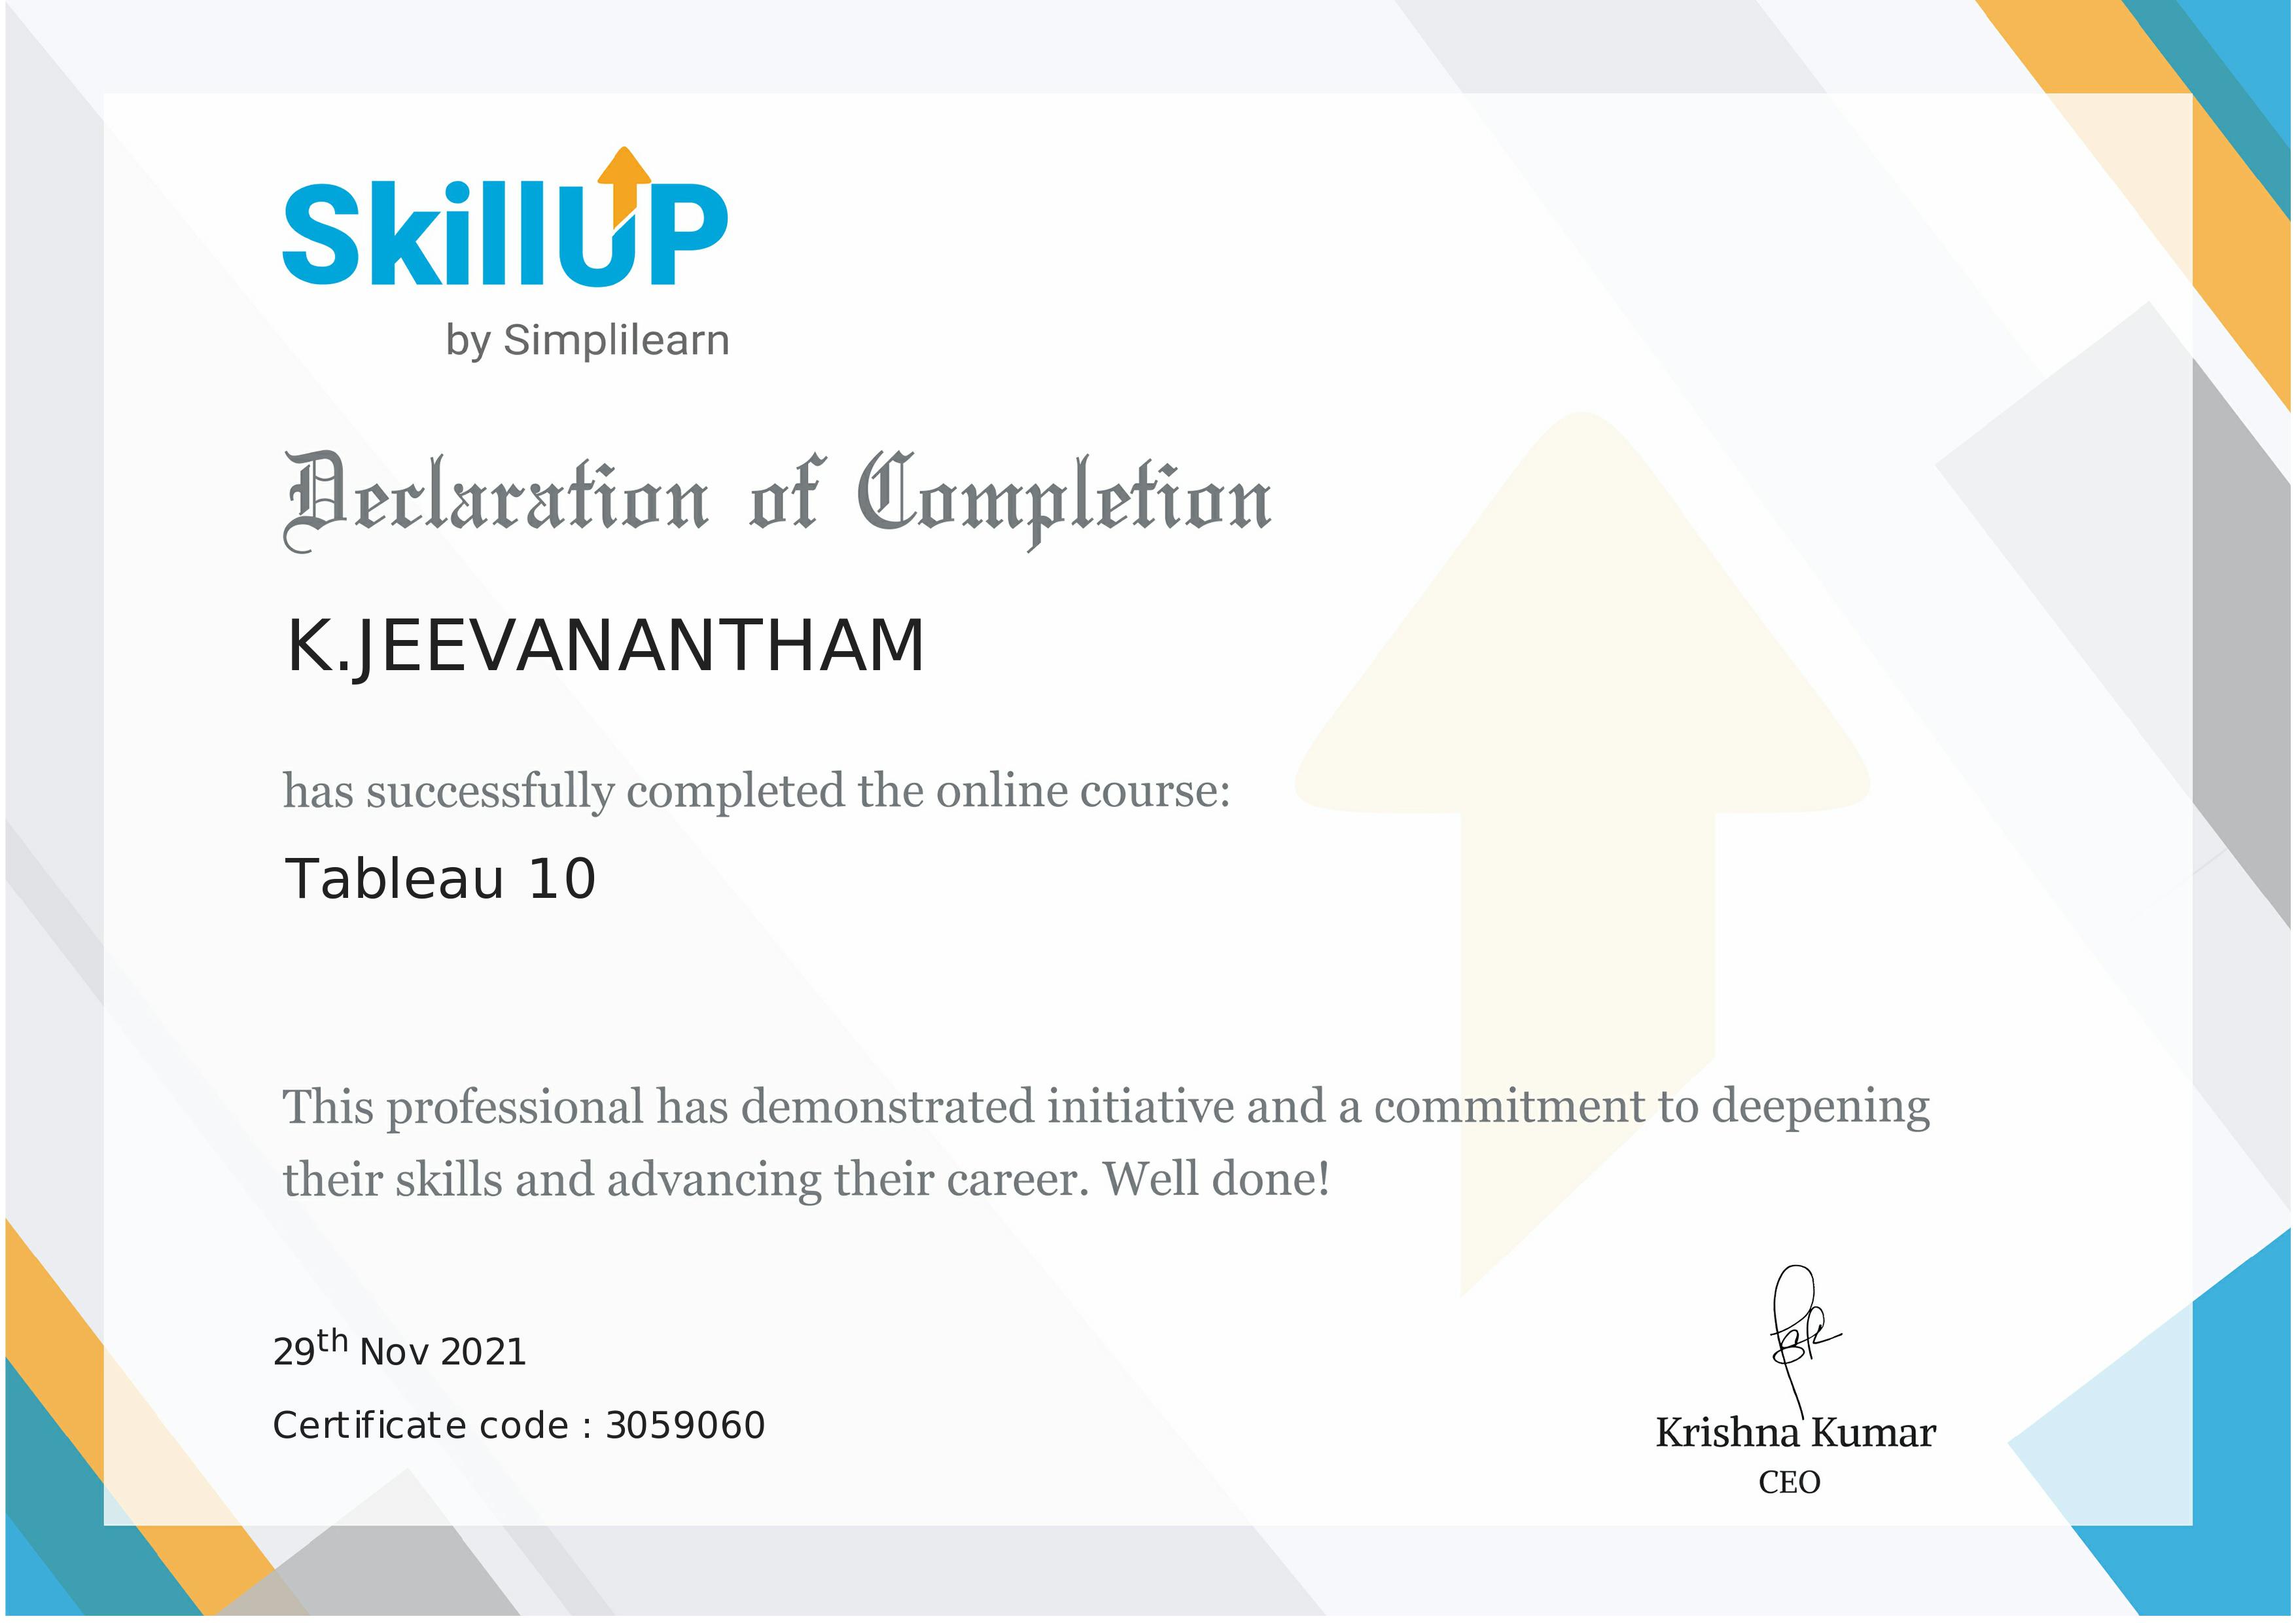 SkillUP
by Simplilearn
Declaration of Completion
K.JEEVANANTHAM
has successfully completed the online course:
Tableau 10
This professional has demonstrated initiative and a commitment to deepening
their skills and advancing their career. Well done!
29th Nov 2021
Certificate code : 3059060
Krishna Kumar
CEO